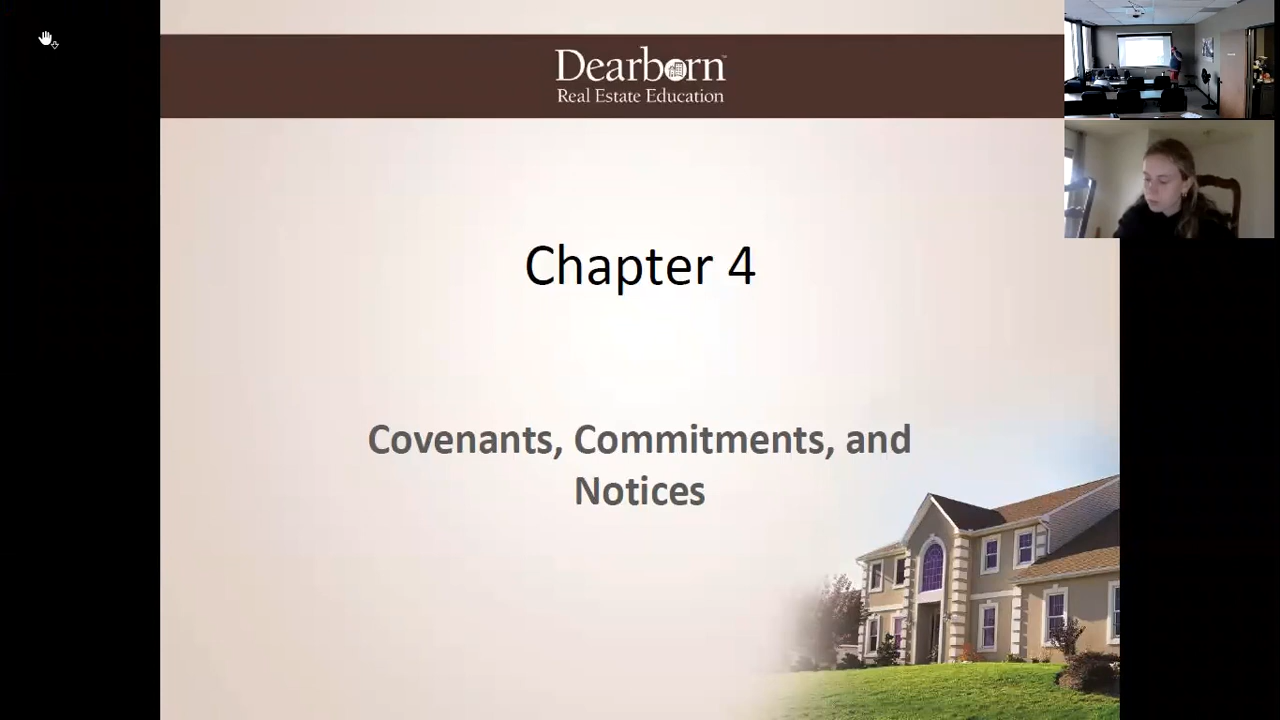 Dearborn
Real Estate Education
Chapter 4
Covenants, Commitments, and
Notices